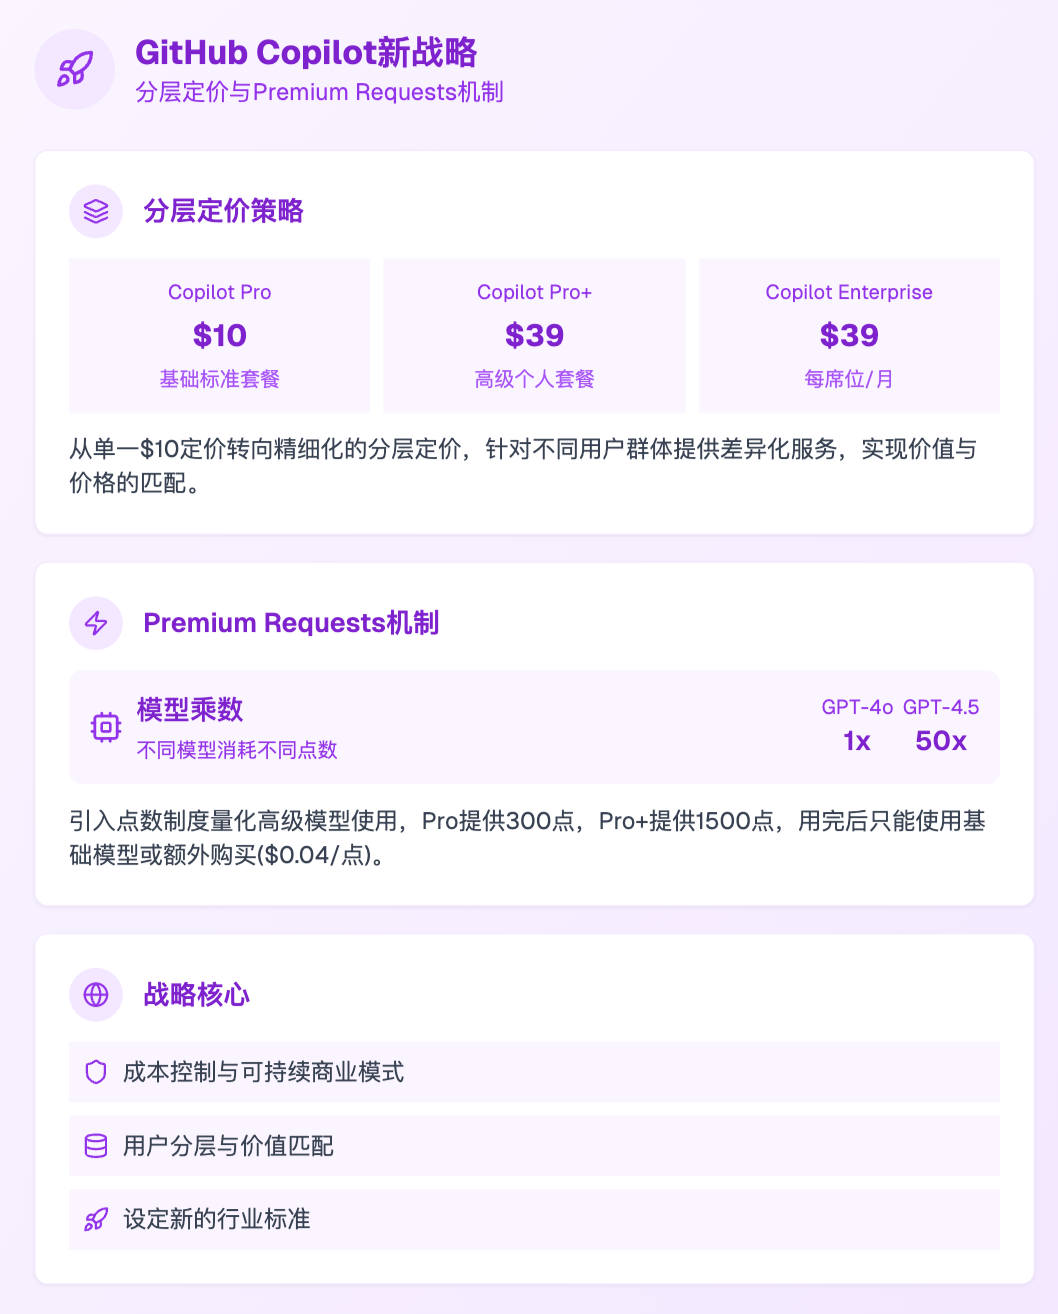 GitHub Copilot新战略
分层定价与Premium Requests机制
分层定价策略
Copilot Pro
$10
基础标准套餐
Copilot Pro+
$39
高级个人套餐
Copilot Enterprise
$39
每席位/月
从单一$10定价转向精细化的分层定价，针对不同用户群体提供差异化服务，实现价值与
价格的匹配。
Premium Requests机制
模型乘数
不同模型消耗不同点数
GPT-4o
1x
GPT-4.5
50x
引入点数制度量化高级模型使用，Pro提供300点，Pro+提供1500点，用完后只能使用基
础模型或额外购买($0.04/点)。
战略核心
成本控制与可持续商业模式
用户分层与价值匹配
设定新的行业标准